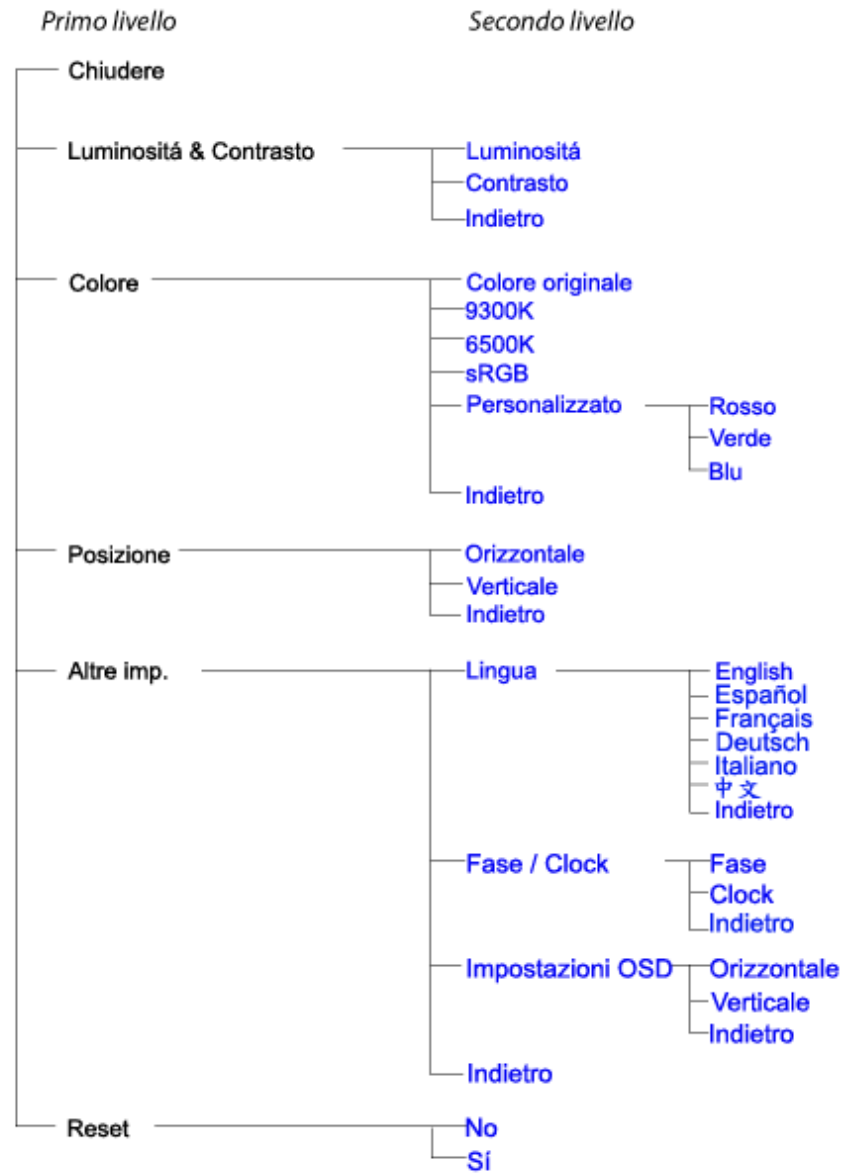 Primo livello Secondo livello
Chiudere
Luminositá & Contrasto Luminositá
Contrasto
Indietro
Colore Colore originale
9300K
6500K
sRGB
Personalizzato Rosso
Verde
Blu
Indietro
Posizione Orizzontale
Verticale
Indietro
Altre imp. Lingua English
Español
Français
Deutsch
Italiano
中文
Indietro
Fase / Clock Fase
Clock
Indietro
Impostazioni OSD Orizzontale
Verticale
Indietro
Indietro
Reset No
Sí